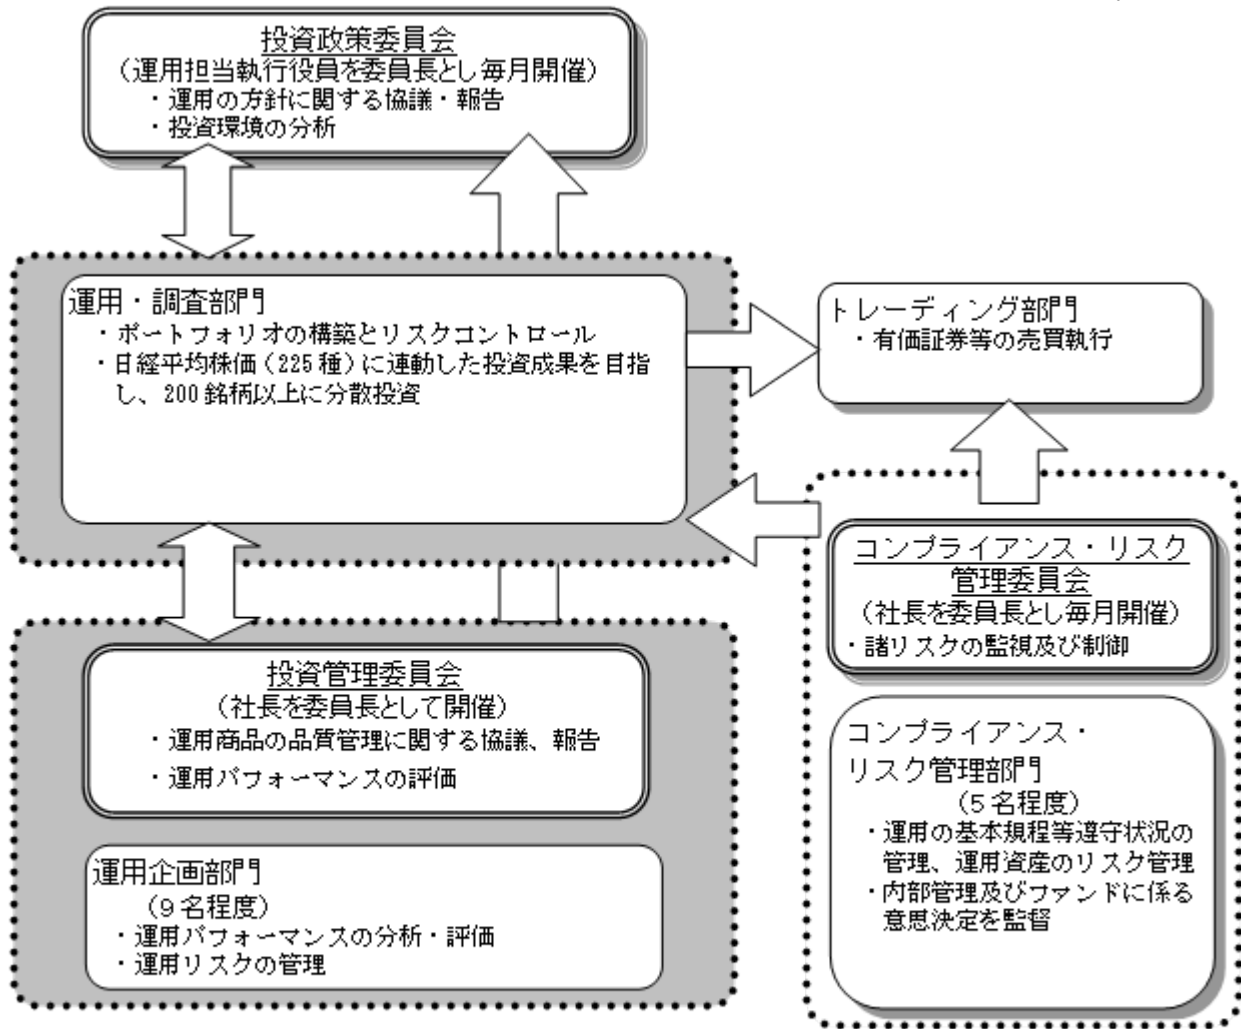 投資政策委員会
(運用担当執行役員を委員長とし毎月開催)
・運用の方針に関する協議・報告
・投資環境の分析
運用・調査部門
・ポートフォリオの構築とリスクコントロール
・日経平均株価(225種)に連動した投資成果を目指
し、200銘柄以上に分散投資
トレーディング部門
・有価証券等の売買執行
コンプライアンス・リスク
管理委員会
(社長を委員長とし毎月開催)
・諸リスクの監視及び制御
投資管理委員会
(社長を委員長として開催)
・運用商品の品質管理に関する協議、報告
・運用パフォーマンスの評価
コンプライアンス・
リスク管理部門
(5名程度)
・運用の基本規程等遵守状況の
管理、運用資産のリスク管理
・内部管理及びファンドに係る
意思決定を監督
運用企画部門
(9名程度)
・運用パフォーマンスの分析・評価
・運用リスクの管理